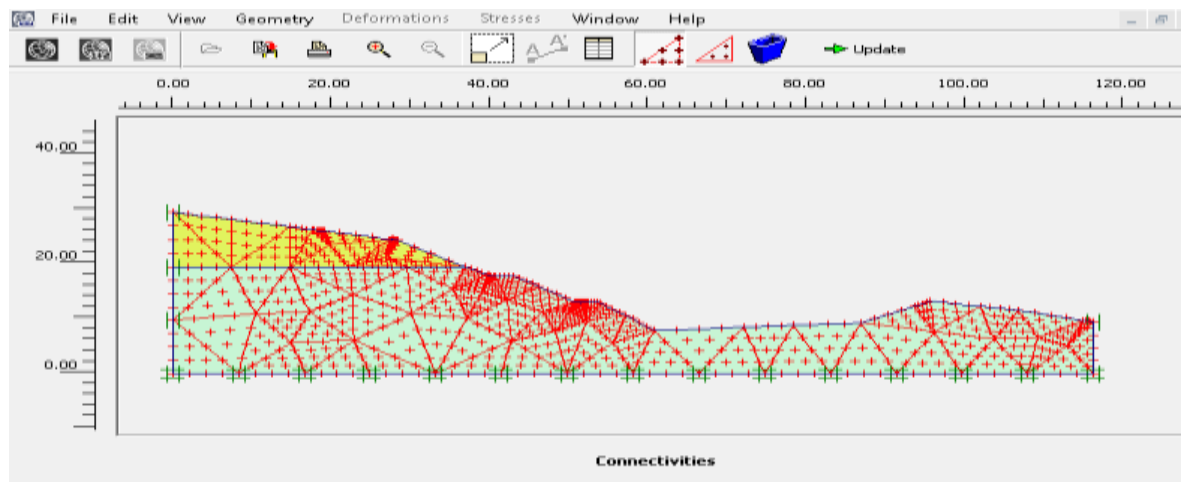 File Edit View Geometry Deformations Stresses Window Help
Update
0.00 20.00 40.00 60.00 80.00 100.00 120.00
40.00
20.00
0.00
Connectivities